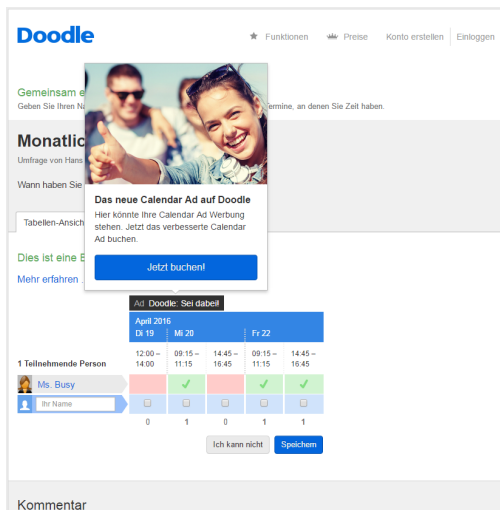 Doodle
Funktionen Preise Konto erstellen Einloggen
Gemeinsam e
Geben Sie Ihren Na Termine, an denen Sie Zeit haben.
Monatlic
Umfrage von Hans
Wann haben Sie
Das neue Calendar Ad auf Doodle
Hier könnte Ihre Calendar Ad Werbung
stehen. Jetzt das verbesserte Calendar
Ad buchen.
Jetzt buchen!
Tabellen-Ansich
Dies ist eine B
Mehr erfahren
Ad Doodle: Sei dabei!
April 2016
Di 19 Mi 20 Fr 22
12:00 – 09:15 – 14:45 – 09:15 – 14:45 –
14:00 11:15 16:45 11:15 16:45
1 Teilnehmende Person
Ms. Busy
Ihr Name
0 1 0 1 1
Ich kann nicht Speichern
Kommentar